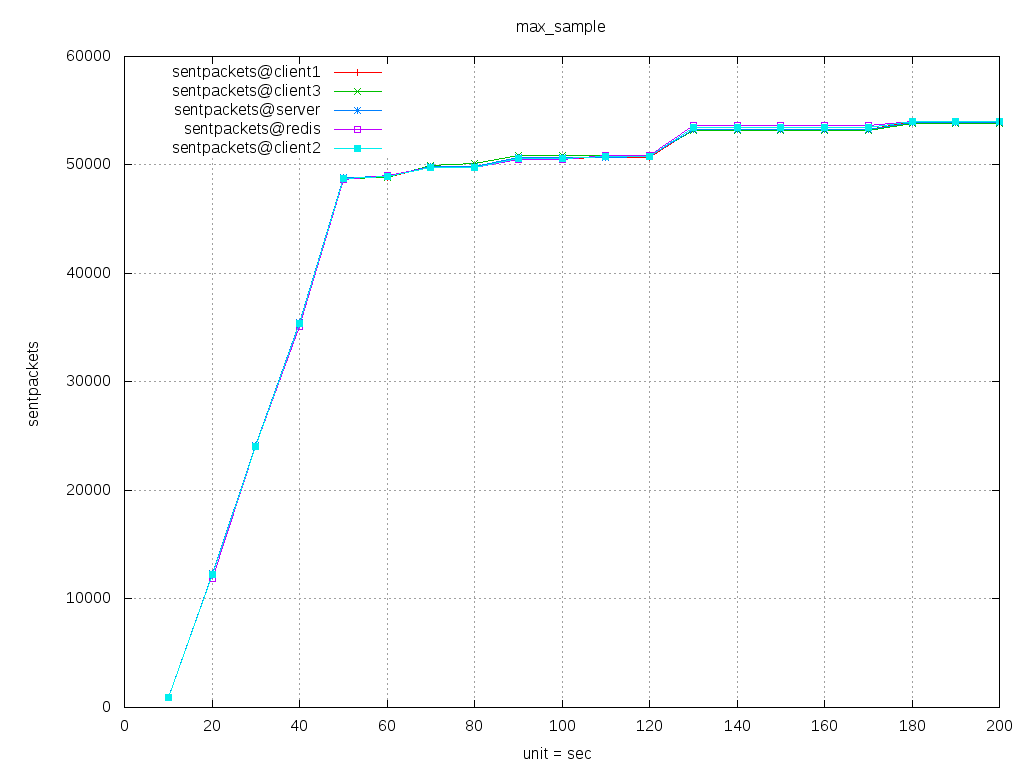 max_sample
60000
50000
40000
30000
20000
10000
0
sentpackets
sentpackets@client1
sentpackets@client3
sentpackets@server
sentpackets@redis
sentpackets@client2
0 20 40 60 80 100 120 140 160 180 200
unit = sec